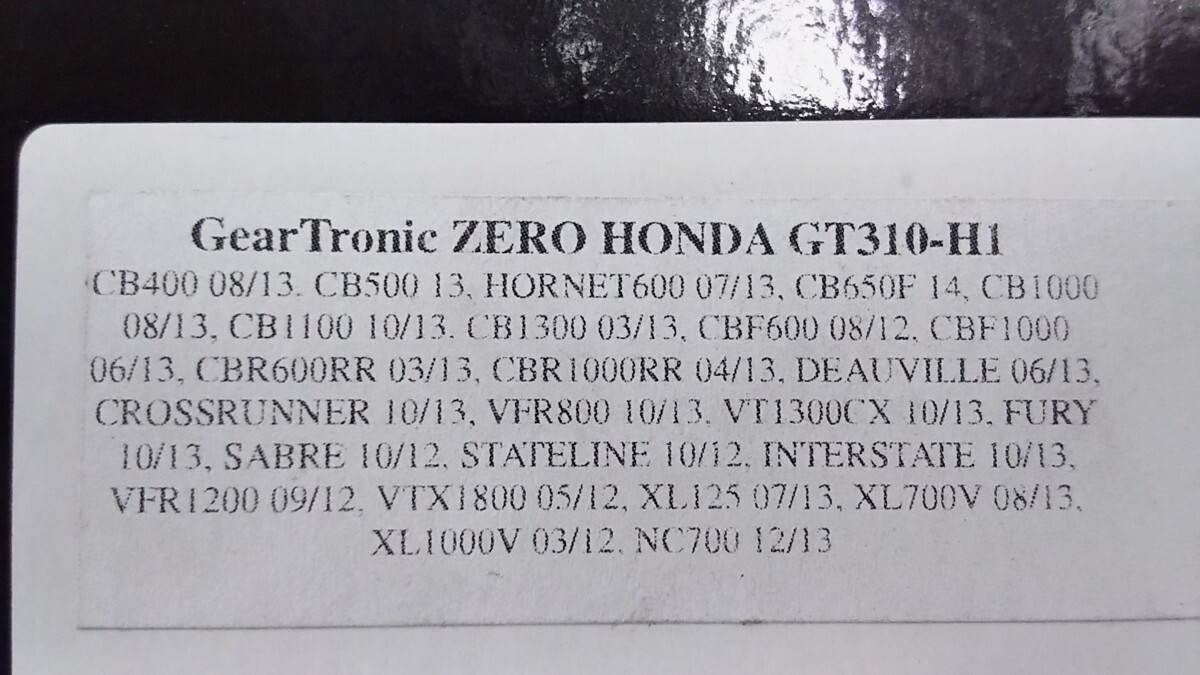 GearTronic ZERO HONDA GT310-H1
CB400 08/13. CB500 13, HORNET600 07/13, CB650F 14, CB1000
08/13, CB1100 10/13. CB1300 03/13, CBF600 08/12, CBF1000
06/13, CBR600RR 03/13, CBR1000RR 04/13, DEAUVILLE 06/13,
CROSSRUNNER 10/13, VFR800 10/13, VT1300CX 10/13, FURY
10/13, SABRE 10/12, STATELINE 10/12, INTERSTATE 10/13,
VFR1200 09/12, VTX1800 05/12, XL125 07/13, XL700V 08/13,
XL1000V 03/12, NC700 12/13